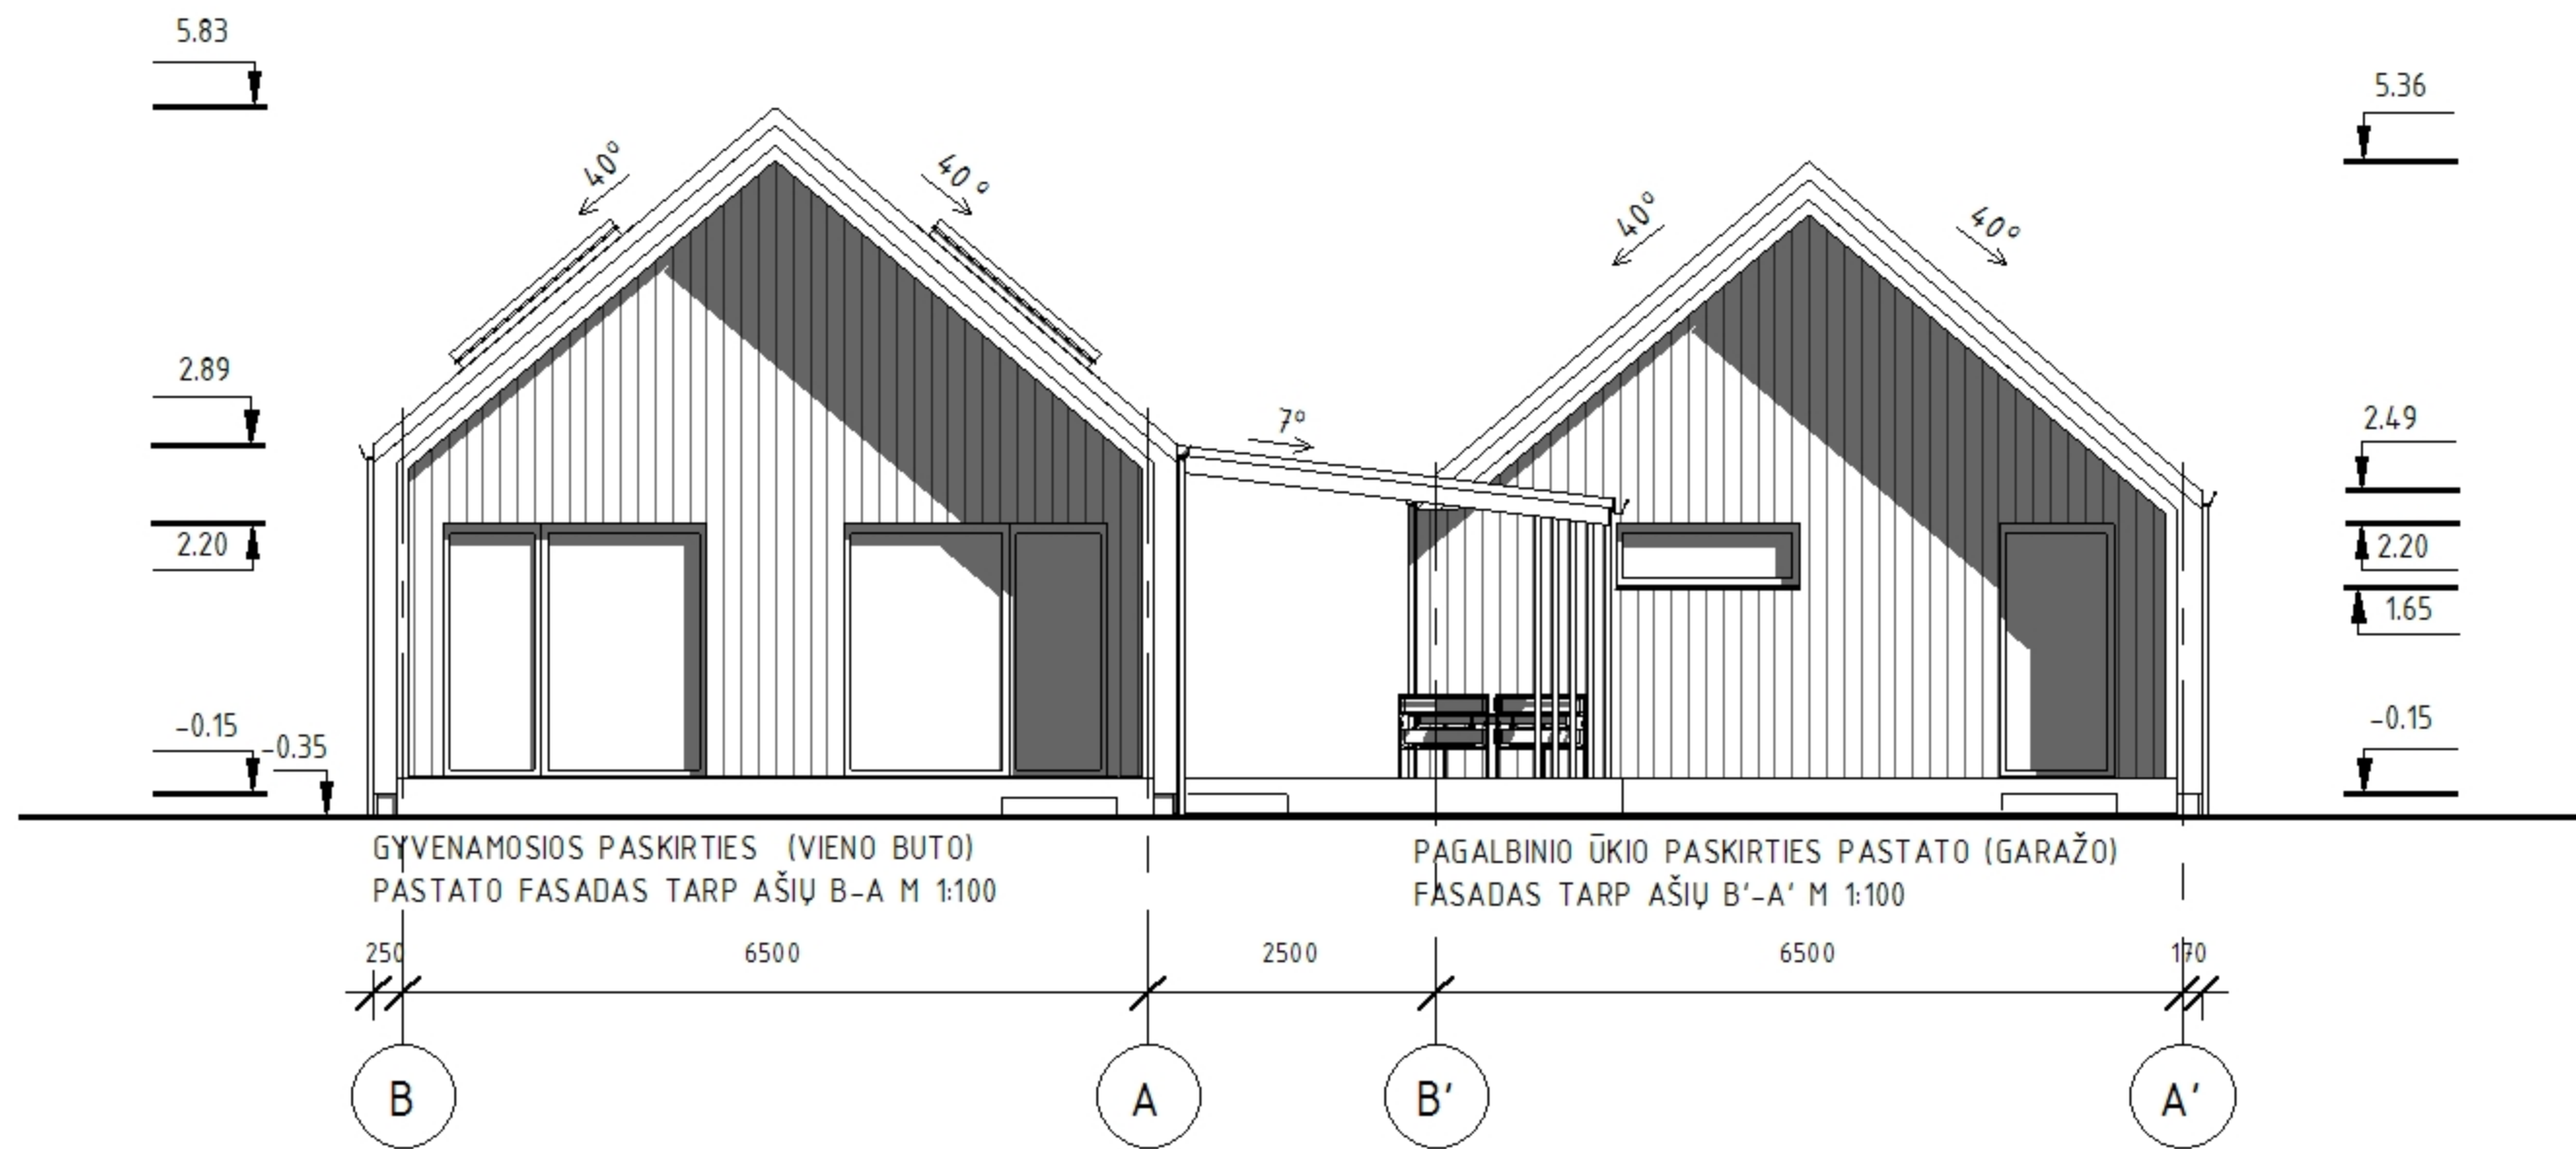 5.83
5.36
40°
40°
40°
40°
2.89
7°
2.49
2.20
2.20
1.65
-0.15
-0.35
-0.15
GYVENAMOSIOS PASKIRTIES (VIENO BUTO)
PASTATO FASADAS TARP AŠIŲ B-A M 1:100
PAGALBINIO ŪKIO PASKIRTIES PASTATO (GARAŽO)
FASADAS TARP AŠIŲ B'-A' M 1:100
250 6500 2500 6500 170
B A B' A'